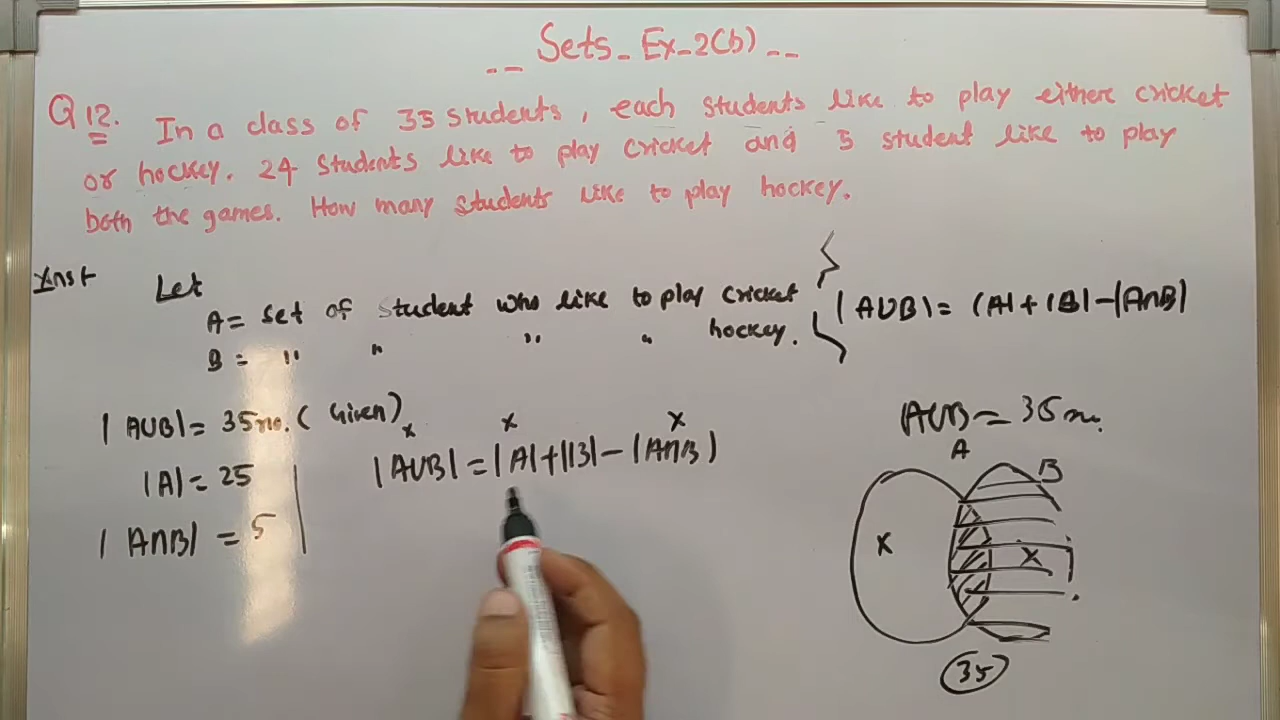 Sets - Ex - 2(b)
Q 12. In a class of 35 students, each students like to play either cricket
or hockey. 24 students like to play cricket and 5 student like to play
both the games. How many students like to play hockey.
Let
A = set of student who like to play cricket
B = " " " " hockey.
|A∪B| = |A| + |B| - |A∩B|
|A∪B| = 35 no. (Given)
|A| = 25
|A∩B| = 5
x x x
|A∪B| = |A| + |B| - |A∩B|
|A∪B| = 35 no.
A B
x x
35